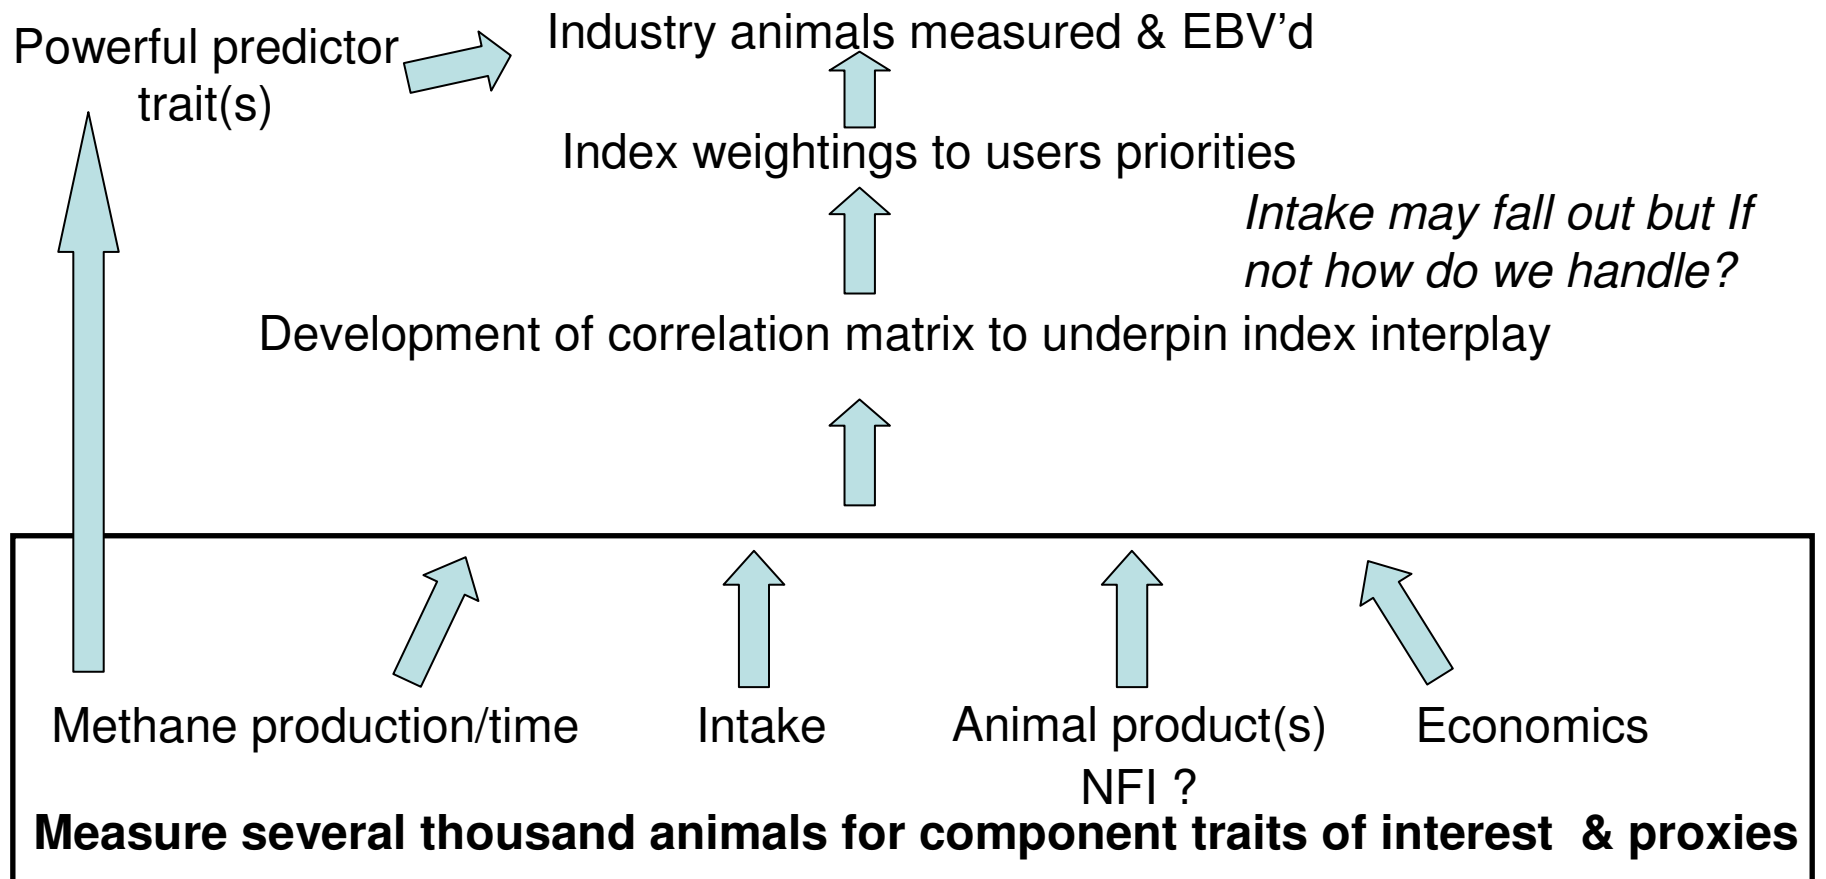 Powerful predictor
trait(s)
Industry animals measured & EBV’d
Index weightings to users priorities
Intake may fall out but If
not how do we handle?
Development of correlation matrix to underpin index interplay
Methane production/time
Intake
Animal product(s)
Economics
NFI ?
Measure several thousand animals for component traits of interest & proxies